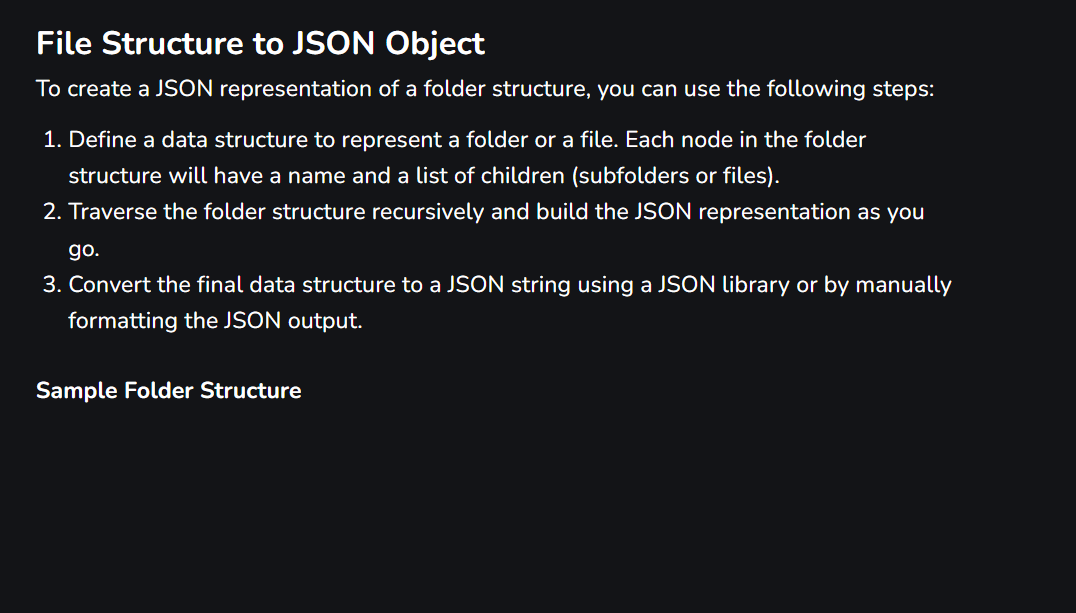 File Structure to JSON Object
To create a JSON representation of a folder structure, you can use the following steps:
1. Define a data structure to represent a folder or a file. Each node in the folder
structure will have a name and a list of children (subfolders or files).
2. Traverse the folder structure recursively and build the JSON representation as you
go.
3. Convert the final data structure to a JSON string using a JSON library or by manually
formatting the JSON output.
Sample Folder Structure